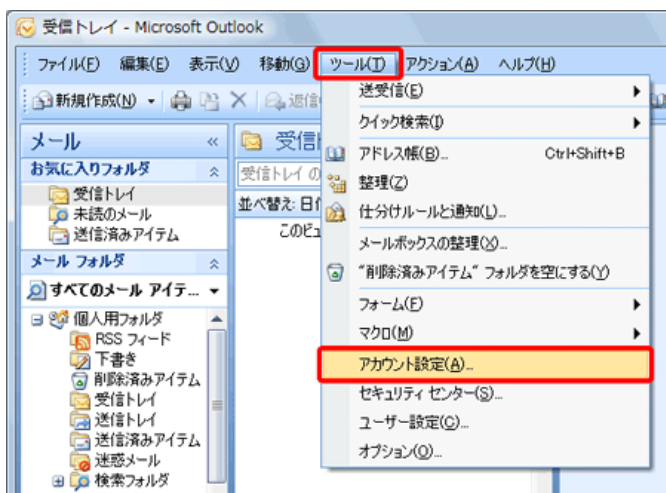 受信トレイ - Microsoft Outlook
ファイル(F) 編集(E) 表示(V) 移動(G) ツール(T) アクション(A) ヘルプ(H)
新規作成(N) 返信
メール
お気に入りフォルダ
受信トレイ
未読のメール
送信済みアイテム
メール フォルダ
すべてのメール アイテ...
個人用フォルダ
RSS フィード
下書き
削除済みアイテム
受信トレイ
送信トレイ
送信済みアイテム
迷惑メール
検索フォルダ
受信
受信トレイ の
並べ替え: 日
このビ
送受信(E)
クイック検索(I)
アドレス帳(B)... Ctrl+Shift+B
整理(Z)
仕分けルールと通知(L)...
メールボックスの整理(X)...
"削除済みアイテム" フォルダを空にする(Y)
フォーム(F)
マクロ(M)
アカウント設定(A)...
セキュリティ センター(S)...
ユーザー設定(C)...
オプション(O)...